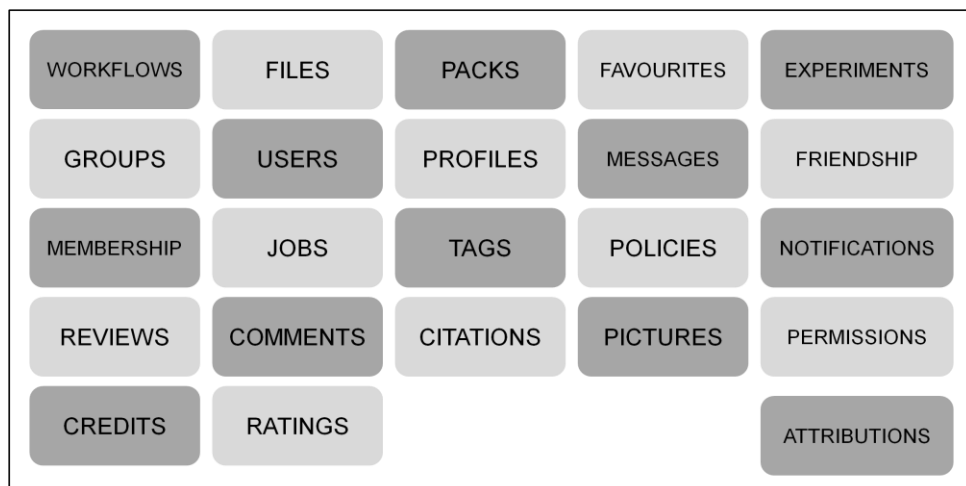 WORKFLOWS FILES PACKS FAVOURITES EXPERIMENTS
GROUPS USERS PROFILES MESSAGES FRIENDSHIP
MEMBERSHIP JOBS TAGS POLICIES NOTIFICATIONS
REVIEWS COMMENTS CITATIONS PICTURES PERMISSIONS
CREDITS RATINGS ATTRIBUTIONS